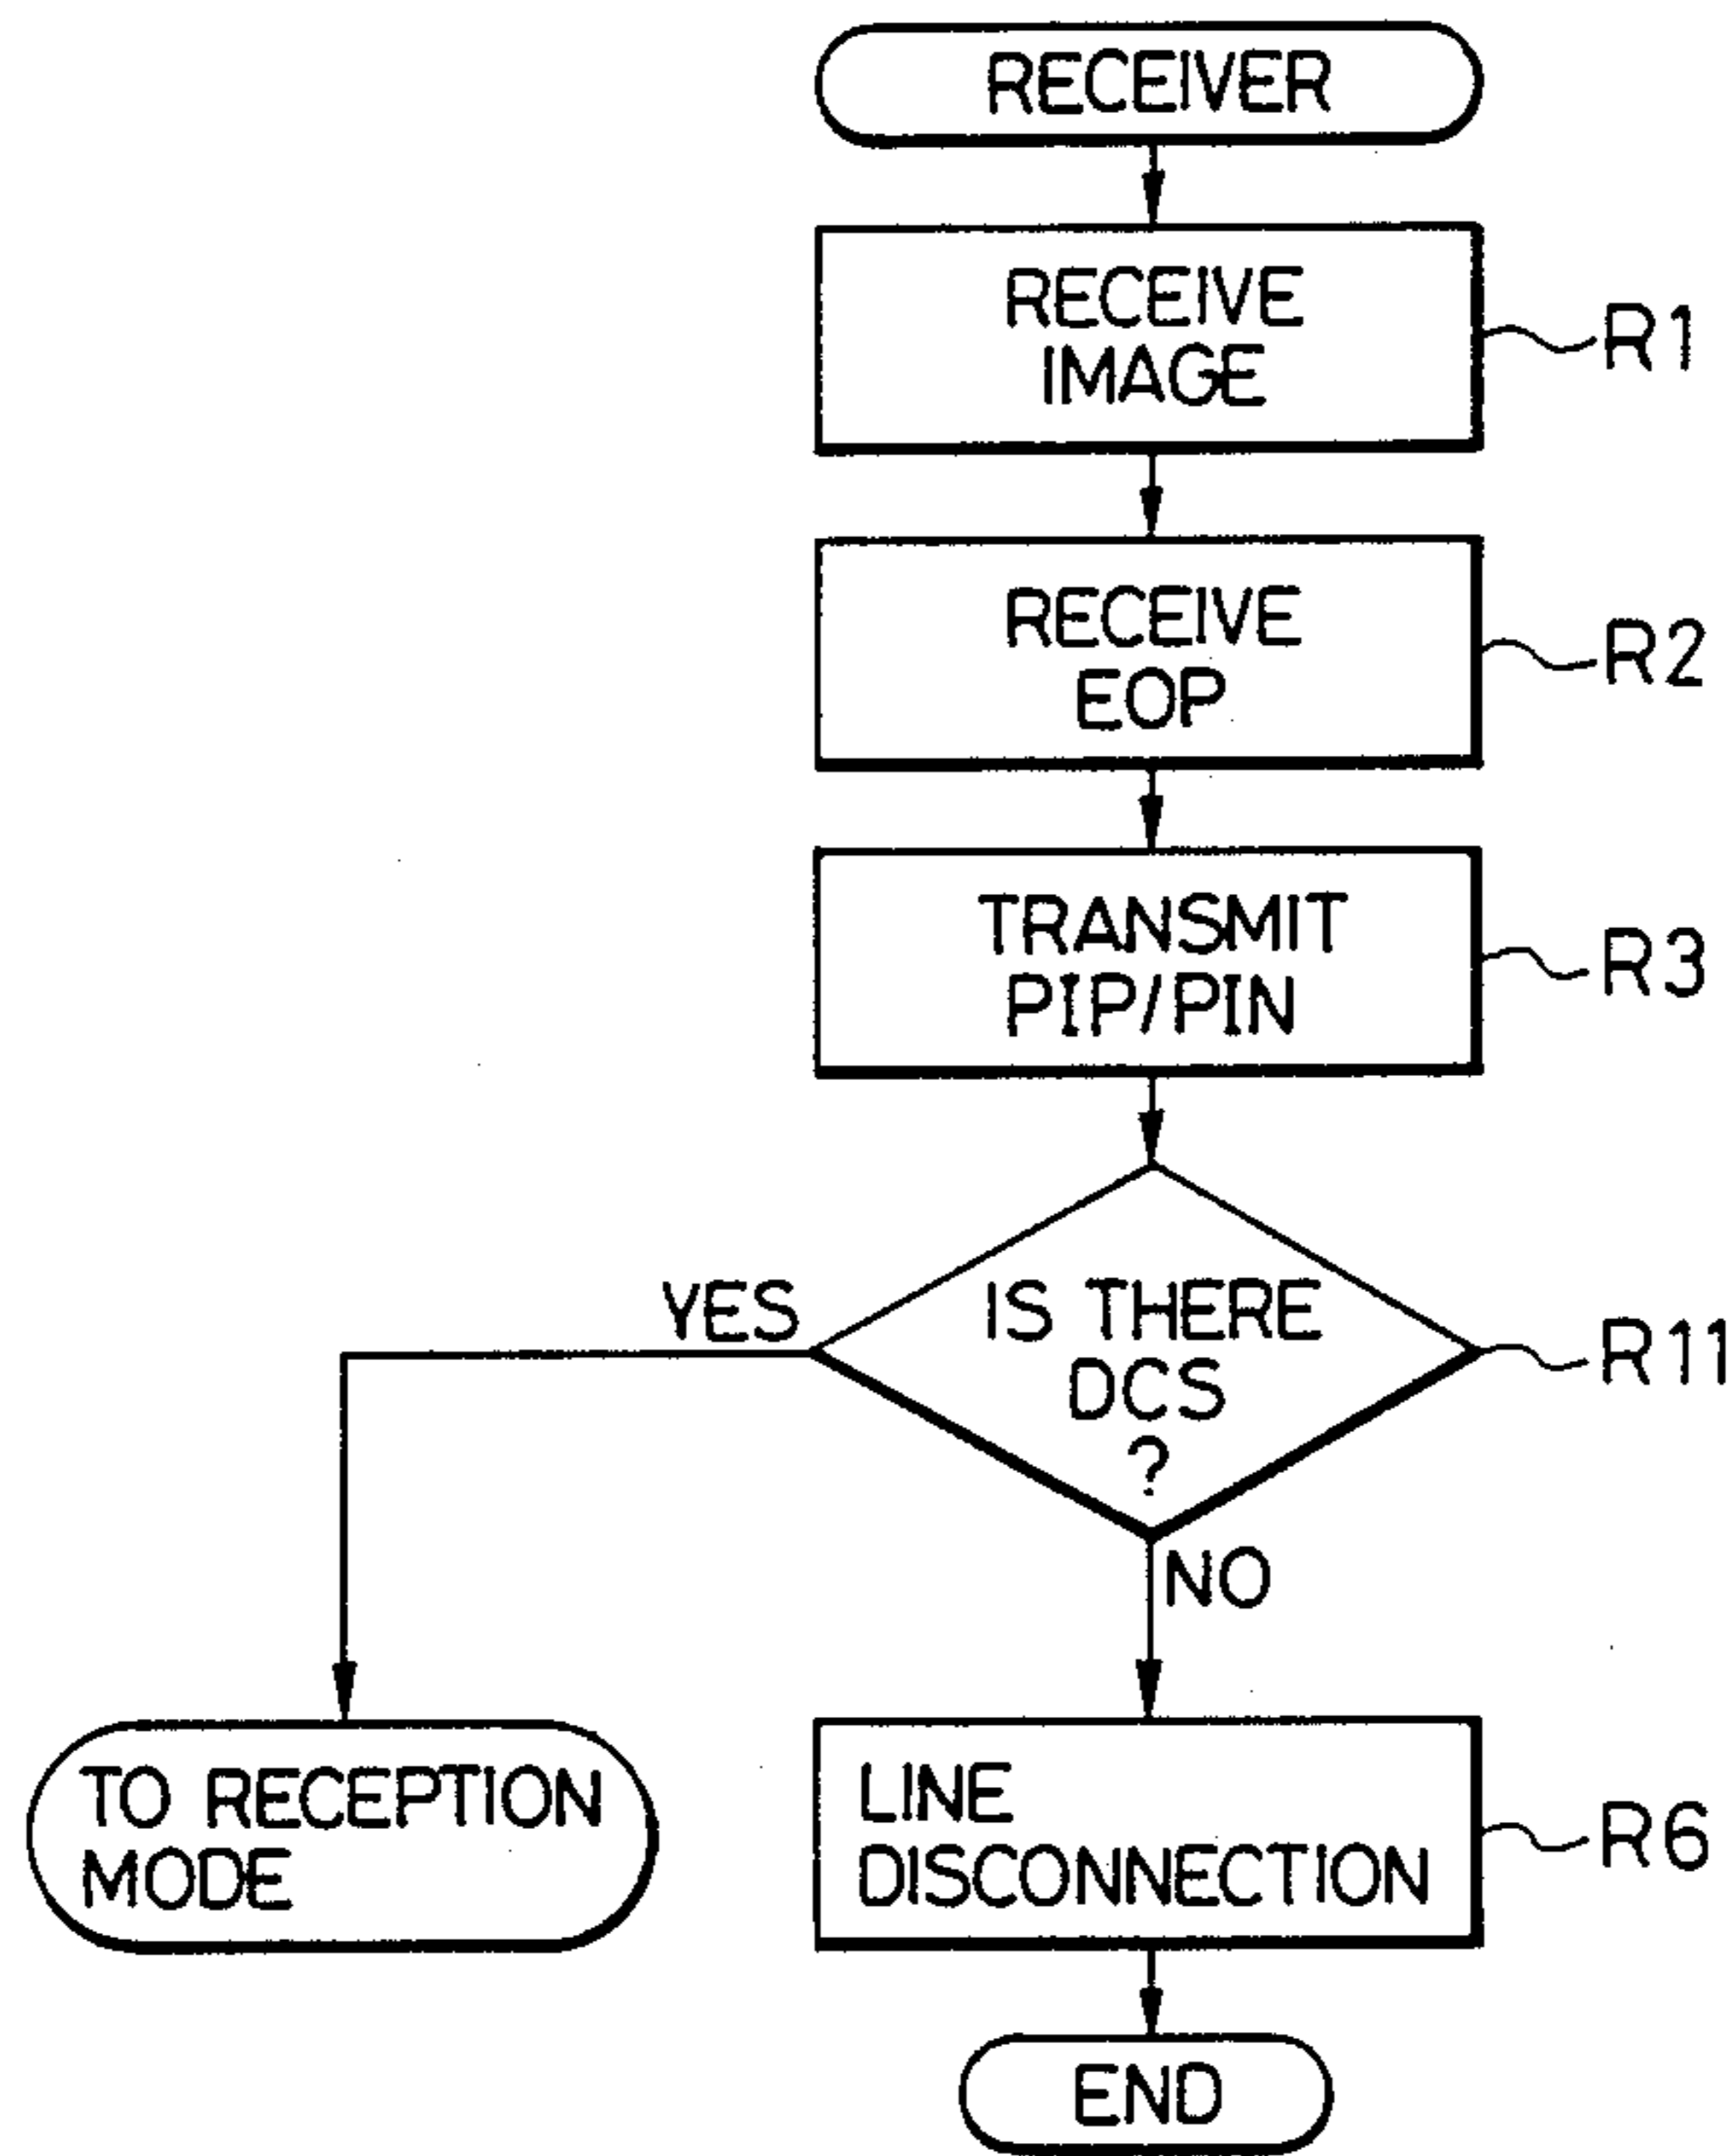 RECEIVER
RECEIVE
IMAGE
R1
RECEIVE
EOP
R2
TRANSMIT
PIP/PIN
R3
YES
IS THERE
DCS
?
R11
NO
TO RECEPTION
MODE
LINE
DISCONNECTION
R6
END